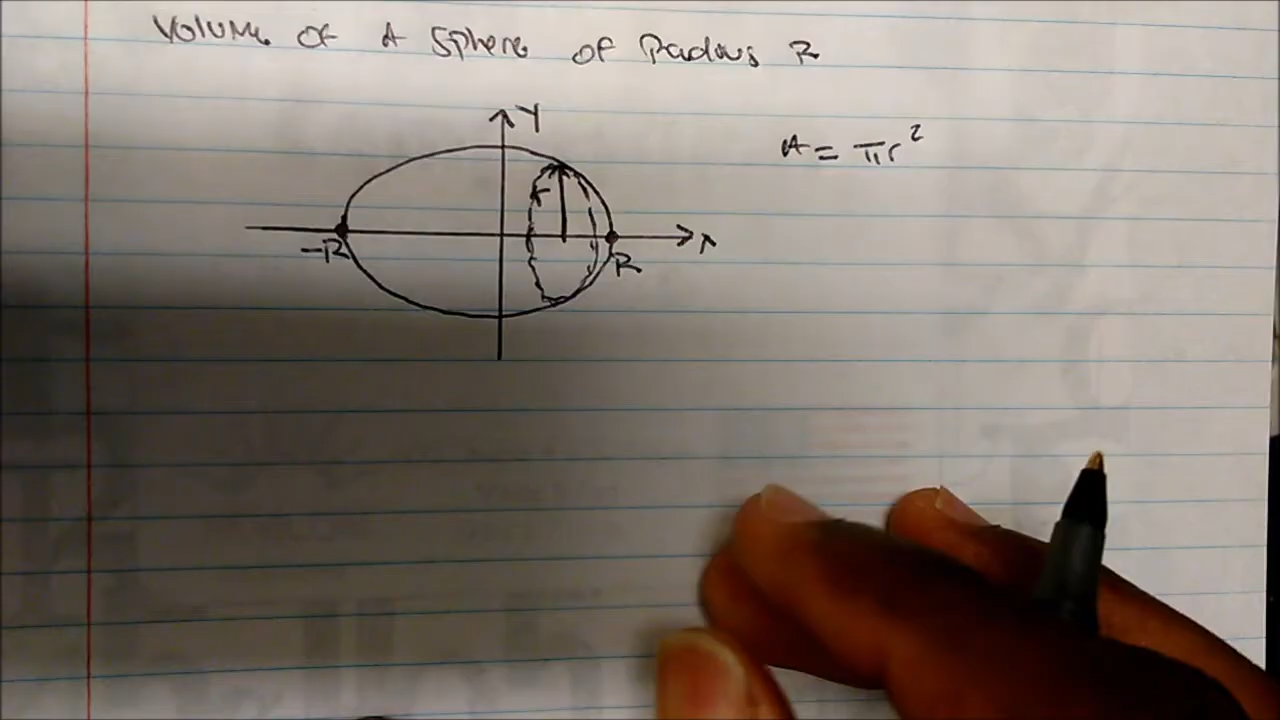 Volume of A Sphere of Radius R
Y
A = πr²
r
-R
R
x